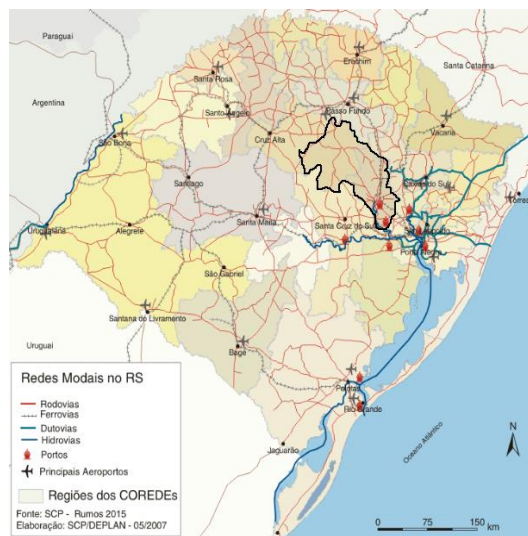 Paraguai
Santa Catarina
Argentina
Erechim
Santa Rosa
Passo Fundo
Santo Angelo
Cruz Alta
Vacaria
São Borja
Santiago
Caxias do Sul
Torres
Uruguaiana
Alegrete
Santa Maria
Santa Cruz do Sul
Porto Alegre
São Gabriel
Santana do Livramento
Uruguai
Bagé
Pelotas
Rio Grande
Jaguarão
Oceano Atlântico
Redes Modais no RS
Rodovias
Ferrovias
Dutovias
Hidrovias
Portos
Principais Aeroportos
Regiões dos COREDEs
Fonte: SCP - Rumos 2015
Elaboração: SCP/DEPLAN - 05/2007
N
0 75 150
km